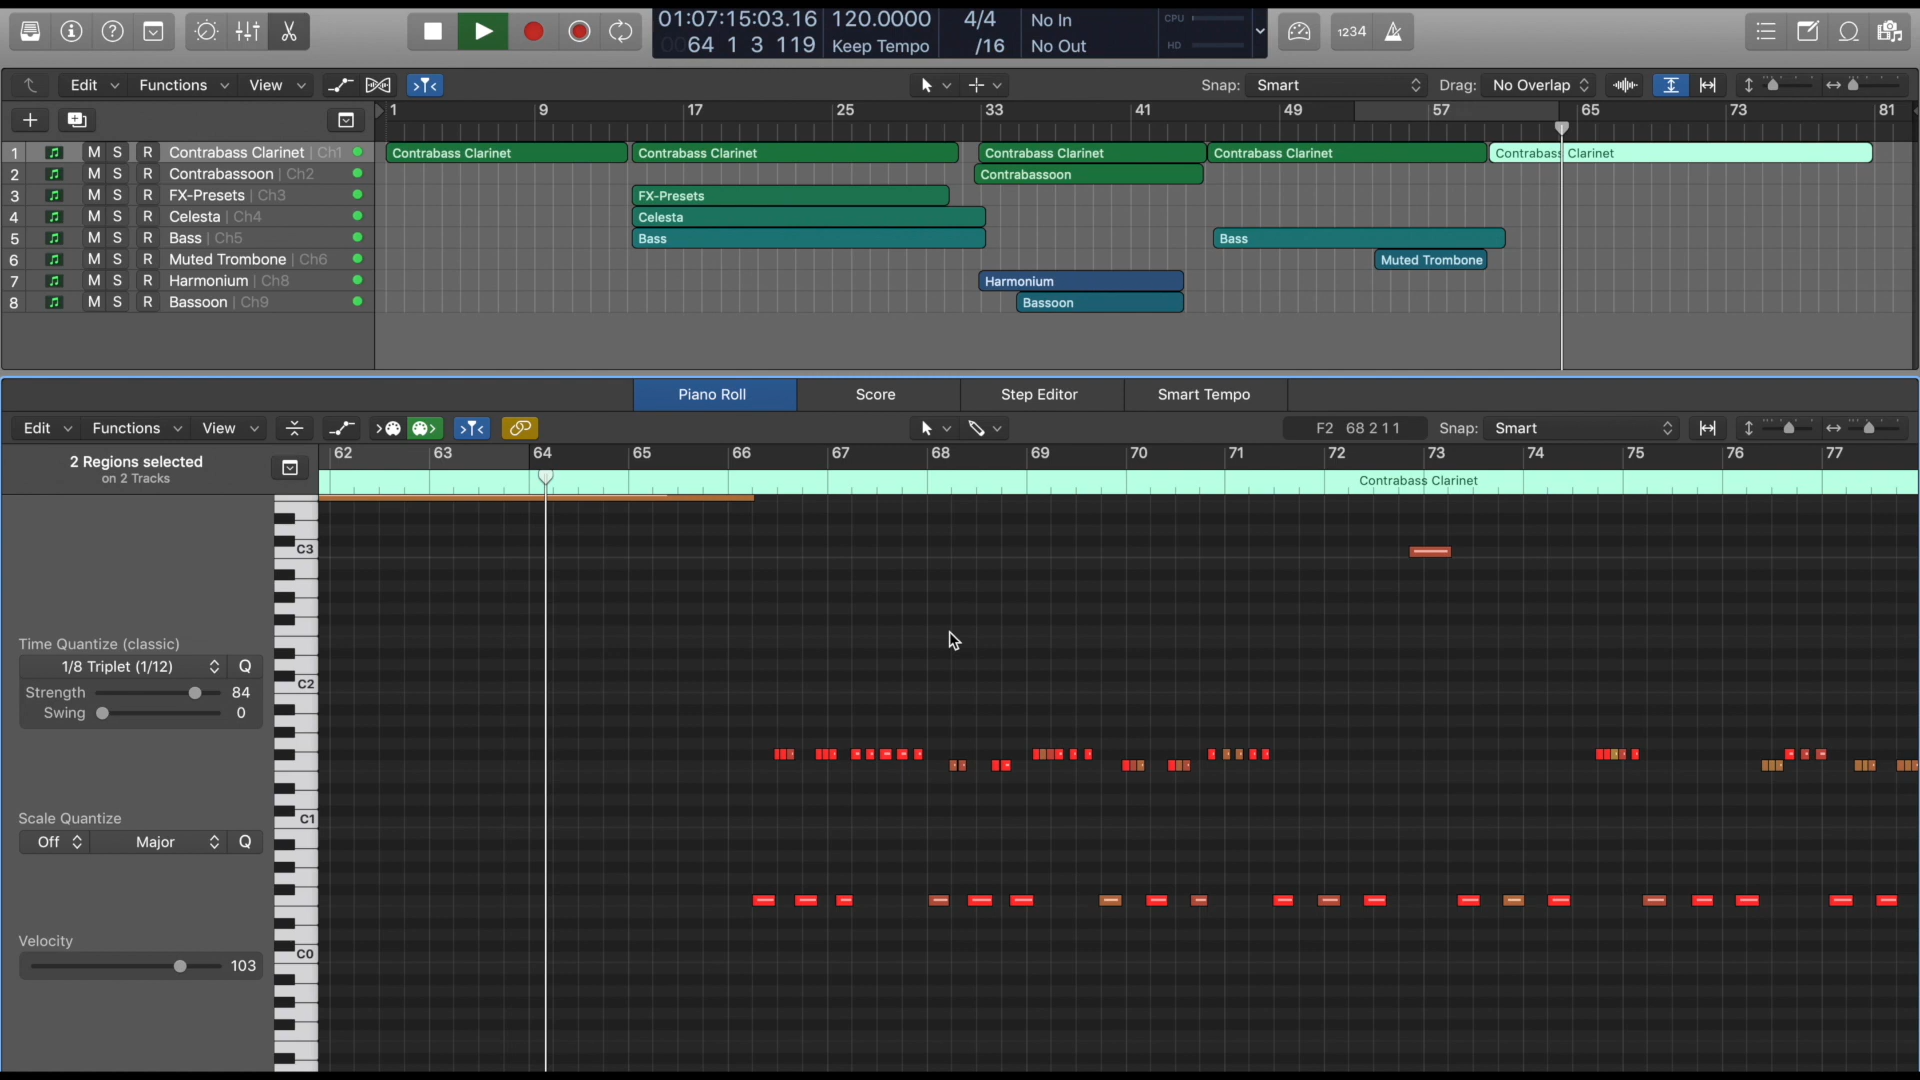 01:07:15:03.16 120.0000 4/4 No In CPU
0064 1 3 119 Keep Tempo /16 No Out HD
1234
Edit Functions View Snap: Smart Drag: No Overlap
1 9 17 25 33 41 49 57 65 73 81
1 M S R Contrabass Clarinet | Ch1
2 M S R Contrabassoon | Ch2
3 M S R FX-Presets | Ch3
4 M S R Celesta | Ch4
5 M S R Bass | Ch5
6 M S R Muted Trombone | Ch6
7 M S R Harmonium | Ch8
8 M S R Bassoon | Ch9
Contrabass Clarinet Contrabass Clarinet Contrabass Clarinet Contrabass Clarinet Contrabass Clarinet
Contrabassoon
FX-Presets
Celesta
Bass Bass
Muted Trombone
Harmonium
Bassoon
Piano Roll Score Step Editor Smart Tempo
Edit Functions View F2 68 2 1 1 Snap: Smart
2 Regions selected
on 2 Tracks
62 63 64 65 66 67 68 69 70 71 72 73 74 75 76 77
Contrabass Clarinet
C3
C2
C1
C0
Time Quantize (classic)
1/8 Triplet (1/12) Q
Strength 84
Swing 0
Scale Quantize
Off Major Q
Velocity
103